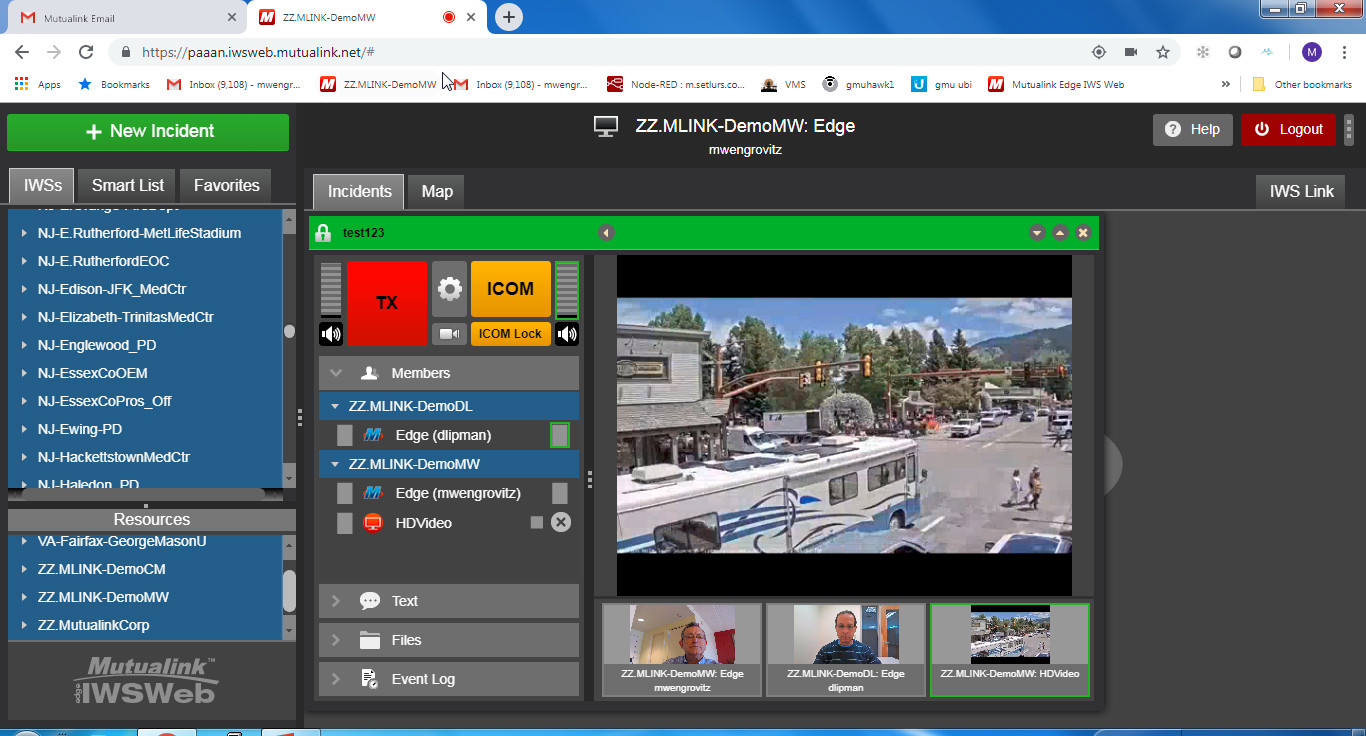 Mutualink Email
ZZ.MLINK-DemoMW
https://paaan.iwsweb.mutualink.net/#
M
Apps
Bookmarks
Inbox (9,108) - mwengr...
ZZ.MLINK-DemoMW
Inbox (9,108) - mwengr...
Node-RED : m.setlurs.co...
VMS
gmuhawk1
gmu ubi
Mutualink Edge IWS Web
»
Other bookmarks
+ New Incident
ZZ.MLINK-DemoMW: Edge
mwengrovitz
? Help
Logout
IWSs
Smart List
Favorites
Incidents
Map
IWS Link
NJ-E.Rutherford-MetLifeStadium
NJ-E.RutherfordEOC
NJ-Edison-JFK_MedCtr
NJ-Elizabeth-TrinitasMedCtr
NJ-Englewood_PD
NJ-EssexCoOEM
NJ-EssexCoPros_Off
NJ-Ewing-PD
NJ-HackettstownMedCtr
NJ-Haledon_PD
Resources
VA-Fairfax-GeorgeMasonU
ZZ.MLINK-DemoCM
ZZ.MLINK-DemoMW
ZZ.MutualinkCorp
Mutualink™
edge IWSWeb
test123
TX
ICOM
ICOM Lock
Members
ZZ.MLINK-DemoDL
Edge (dlipman)
ZZ.MLINK-DemoMW
Edge (mwengrovitz)
HDVideo
Text
Files
Event Log
ZZ.MLINK-DemoMW: Edge
mwengrovitz
ZZ.MLINK-DemoDL: Edge
dlipman
ZZ.MLINK-DemoMW: HDVideo